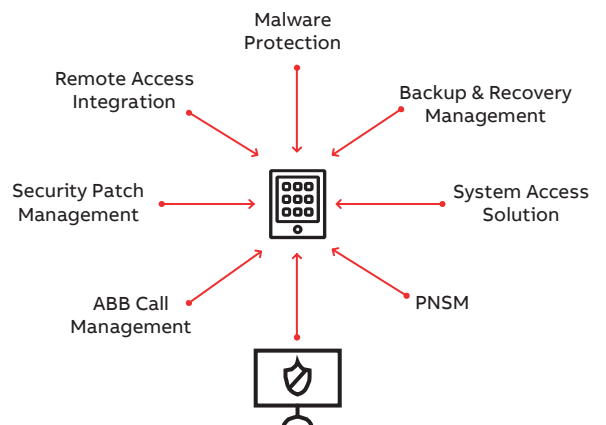 Malware
Protection
Remote Access
Integration
Backup & Recovery
Management
Security Patch
Management
System Access
Solution
ABB Call
Management
PNSM